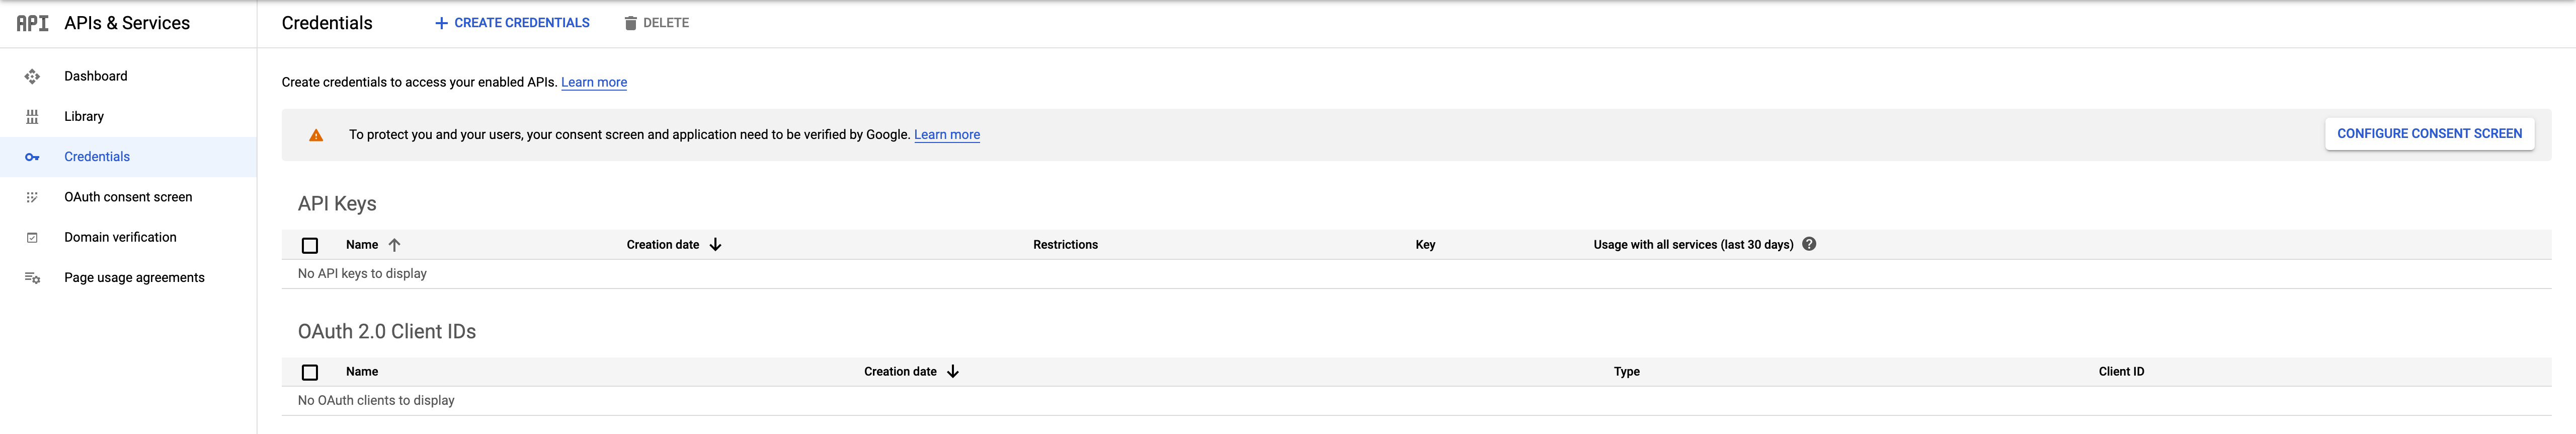 API APIs & Services
Credentials
CREATE CREDENTIALS
DELETE
Dashboard
Library
Credentials
OAuth consent screen
Domain verification
Page usage agreements
Create credentials to access your enabled APIs. Learn more
To protect you and your users, your consent screen and application need to be verified by Google. Learn more
CONFIGURE CONSENT SCREEN
API Keys
Name Creation date Restrictions Key Usage with all services (last 30 days)
No API keys to display
OAuth 2.0 Client IDs
Name Creation date Type Client ID
No OAuth clients to display